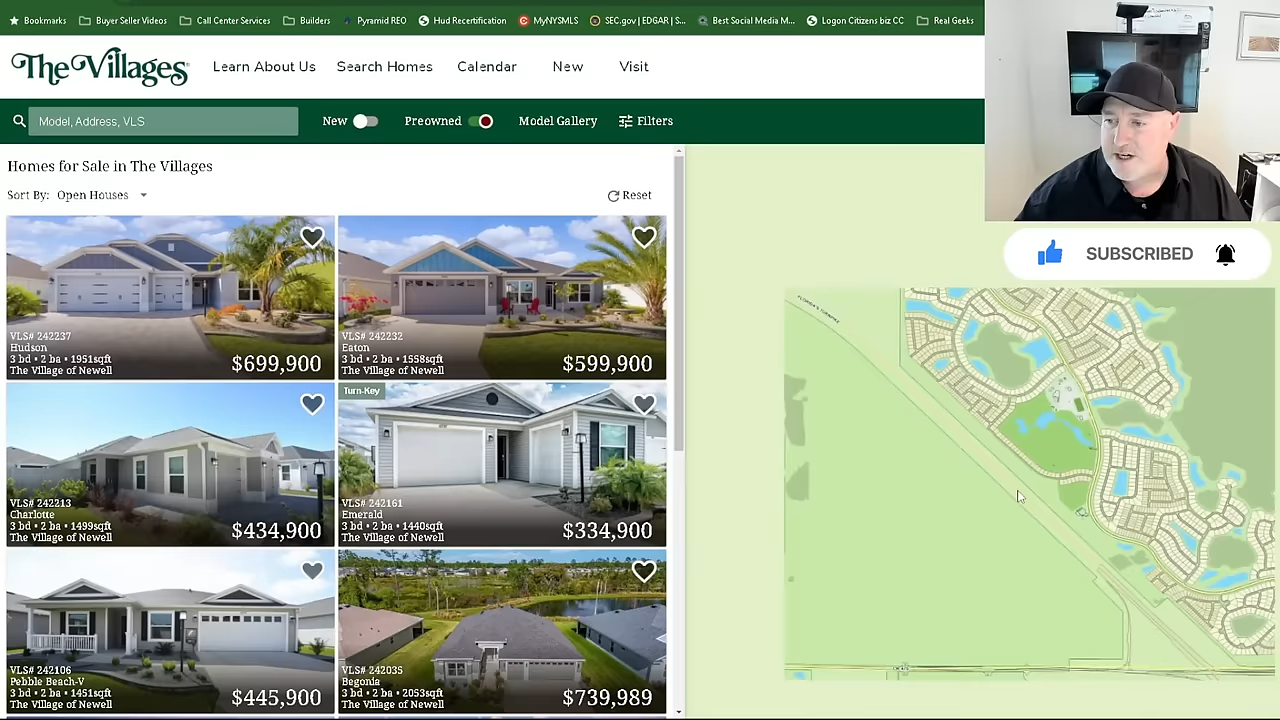 Bookmarks
Buyer Seller Videos
Call Center Services
Builders
Pyramid REO
Hud Recertification
MyNYSMLS
SEC.gov | EDGAR | S...
Best Social Media M...
Logon Citizens biz CC
Real Geeks
The Villages
Learn About Us
Search Homes
Calendar
New
Visit
Model, Address, VLS
New
Preowned
Model Gallery
Filters
Homes for Sale in The Villages
Sort By: Open Houses
Reset
VLS# 242237
Hudson
3 bd • 2 ba • 1951sqft
The Village of Newell
$699,900
VLS# 242232
Eaton
3 bd • 2 ba • 1558sqft
The Village of Newell
$599,900
VLS# 242213
Charlotte
3 bd • 2 ba • 1499sqft
The Village of Newell
$434,900
Turn-Key
VLS# 242161
Emerald
3 bd • 2 ba • 1440sqft
The Village of Newell
$334,900
VLS# 242106
Pebble Beach-V
3 bd • 2 ba • 1451sqft
The Village of Newell
$445,900
VLS# 242035
Begonia
3 bd • 2 ba • 2053sqft
The Village of Newell
$739,989
SUBSCRIBED
FLORIDA'S TURNPIKE